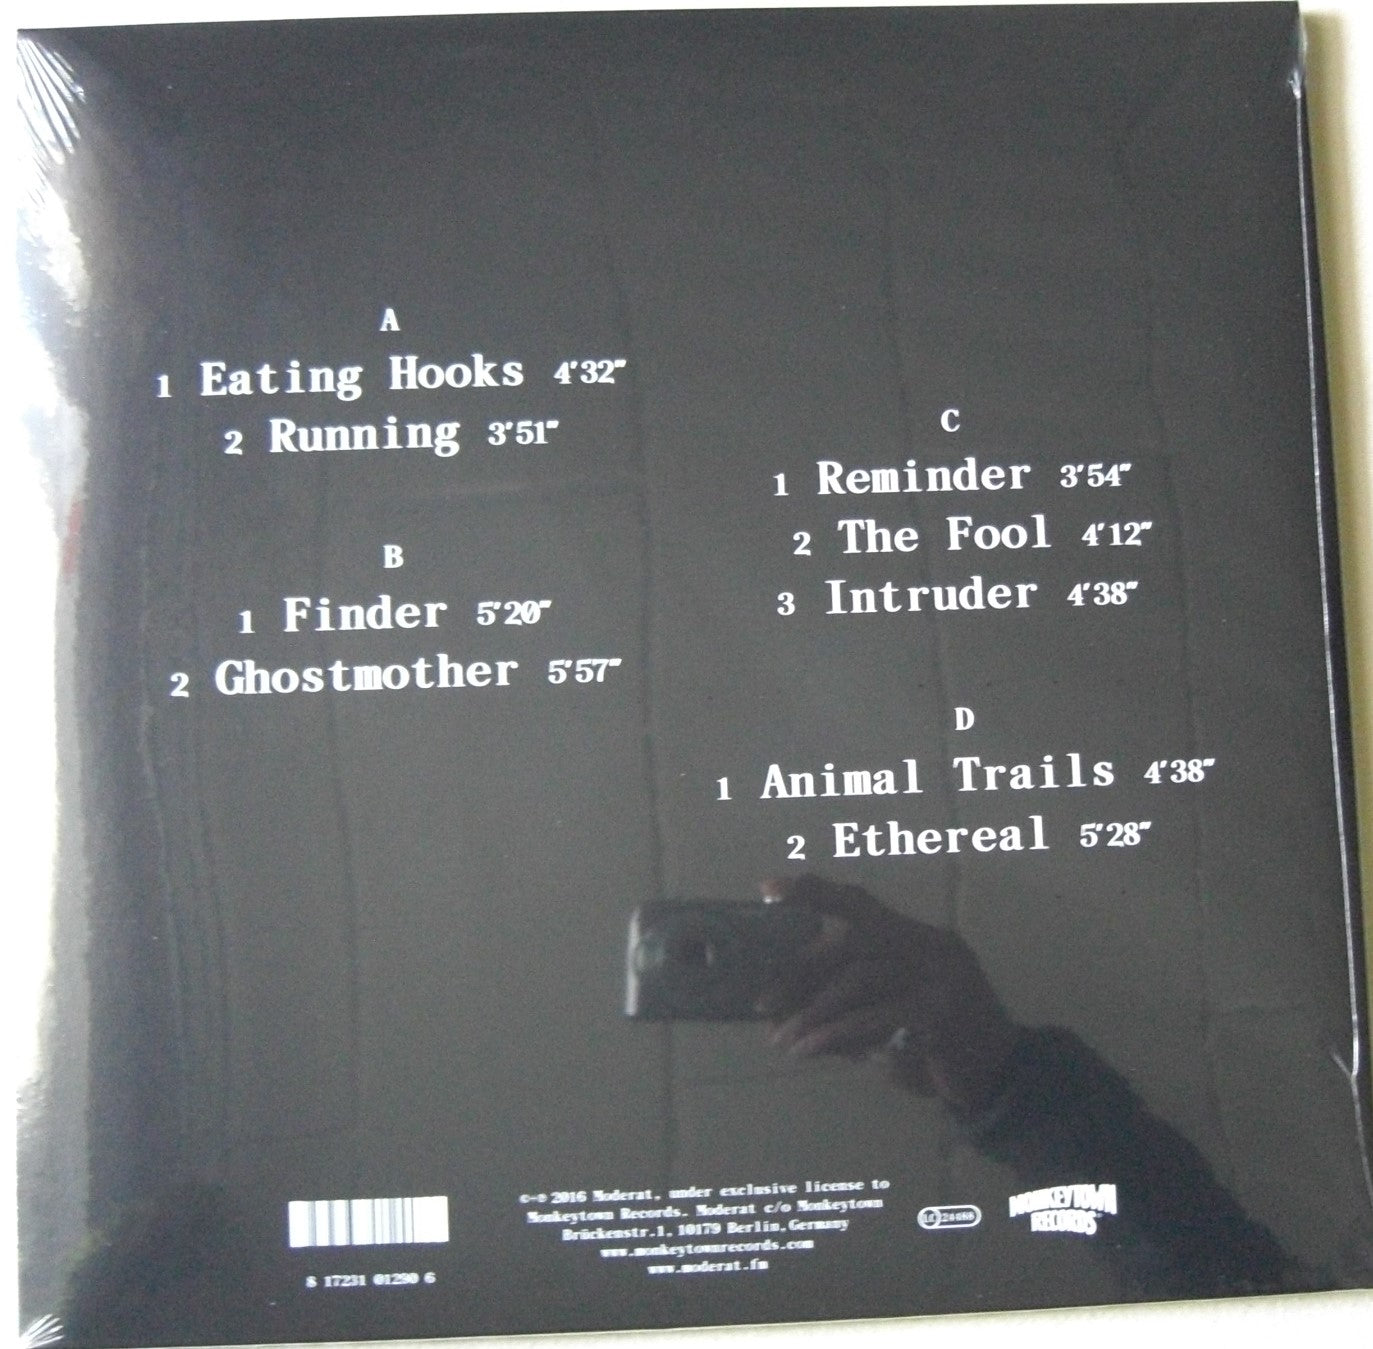 A
1 Eating Hooks 4'32"
2 Running 3'51"
B
1 Finder 5'20"
2 Ghostmother 5'57"
C
1 Reminder 3'54"
2 The Fool 4'12"
3 Intruder 4'38"
D
1 Animal Trails 4'38"
2 Ethereal 5'28"
8 17231 01290 6
2016 Moderat, under exclusive license to
Monkeytown Records. Moderat c/o Monkeytown
Brückenstr.1, 10179 Berlin, Germany
www.monkeytownrecords.com
www.moderat.fm
MONKEYTOWN
RECORDS